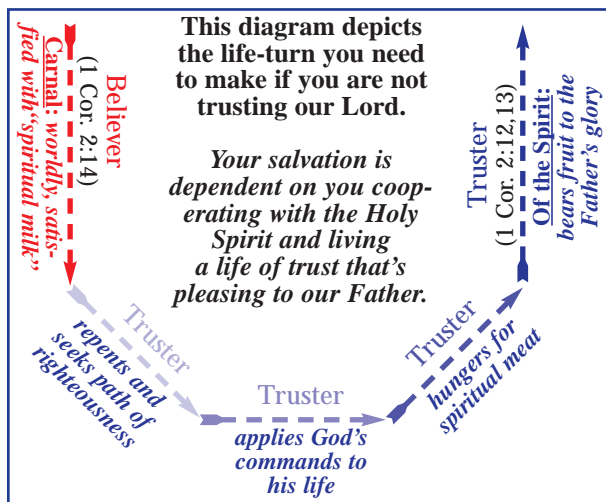 This diagram depicts
the life-turn you need
to make if you are not
trusting our Lord.
Your salvation is
dependent on you coop-
erating with the Holy
Spirit and living
a life of trust that's
pleasing to our Father.
Believer
(1 Cor. 2:14)
Carnal: worldly, satis-
fied with “spiritual milk”
Truster
repents and
seeks path of
righteousness
Truster
applies God's
commands to
his life
Truster
hungers for
spiritual meat
Truster
(1 Cor. 2:12,13)
Of the Spirit:
bears fruit to the
Father's glory